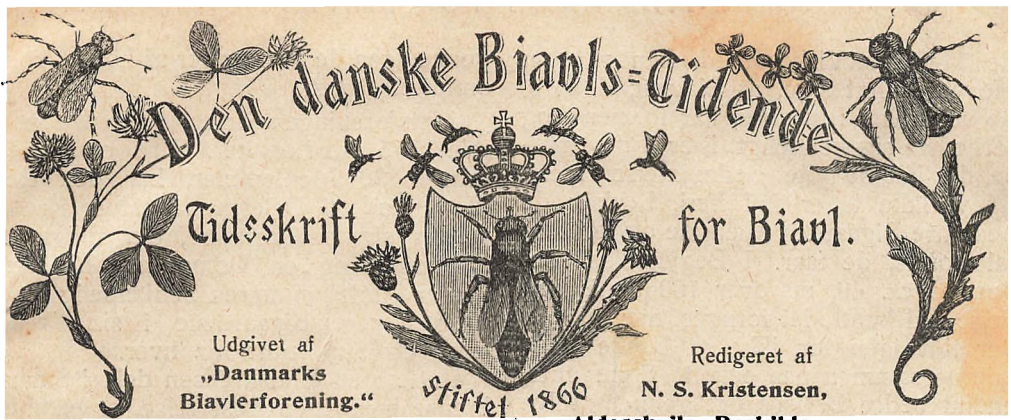 Den danske Biavls=Tidende
Tidsskrift for Biavl.
Udgivet af
„Danmarks
Biavlerforening.“
Stiftet 1866
Redigeret af
N. S. Kristensen,